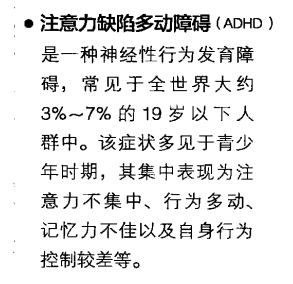 ● 注意力缺陷多动障碍（ADHD）
是一种神经性行为发育障
碍，常见于全世界大约
3%～7% 的 19 岁以下人
群中。该症状多见于青少
年时期，其集中表现为注
意力不集中、行为多动、
记忆力不佳以及自身行为
控制较差等。